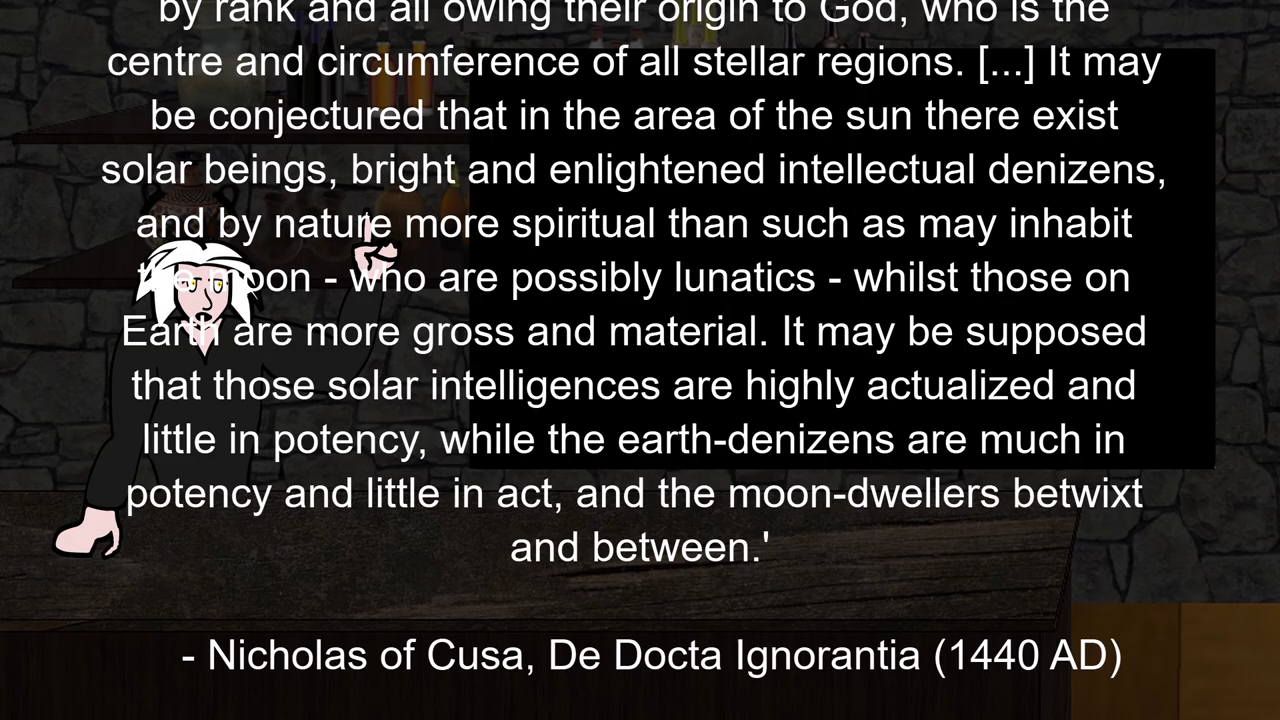 by rank and all owing their origin to God, who is the
centre and circumference of all stellar regions. [...] It may
be conjectured that in the area of the sun there exist
solar beings, bright and enlightened intellectual denizens,
and by nature more spiritual than such as may inhabit
the moon - who are possibly lunatics - whilst those on
Earth are more gross and material. It may be supposed
that those solar intelligences are highly actualized and
little in potency, while the earth-denizens are much in
potency and little in act, and the moon-dwellers betwixt
and between.'
- Nicholas of Cusa, De Docta Ignorantia (1440 AD)